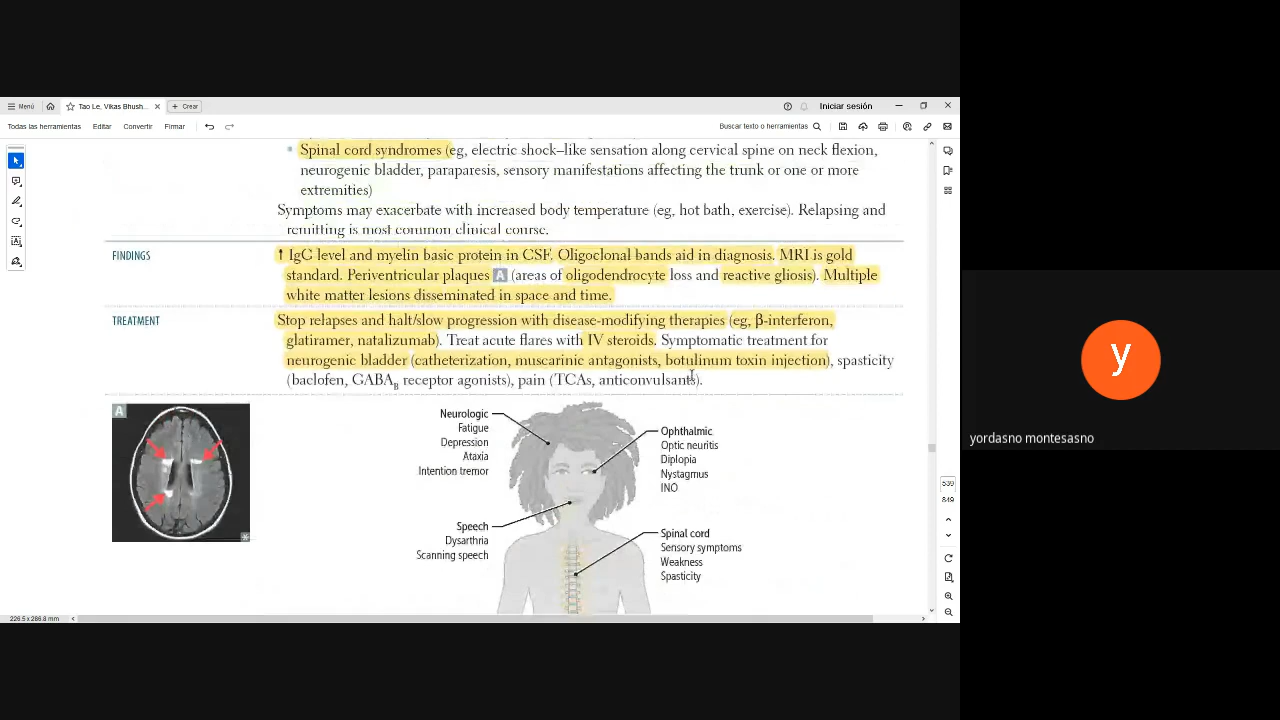 Menú
Tao Le, Vikas Bhush...
Crear
Iniciar sesión
Todas las herramientas
Editar
Convertir
Firmar
Buscar texto o herramientas
Spinal cord syndromes (eg, electric shock–like sensation along cervical spine on neck flexion,
neurogenic bladder, paraparesis, sensory manifestations affecting the trunk or one or more
extremities)
Symptoms may exacerbate with increased body temperature (eg, hot bath, exercise). Relapsing and
remitting is most common clinical course.
FINDINGS
↑ IgG level and myelin basic protein in CSF. Oligoclonal bands aid in diagnosis. MRI is gold
standard. Periventricular plaques A (areas of oligodendrocyte loss and reactive gliosis). Multiple
white matter lesions disseminated in space and time.
TREATMENT
Stop relapses and halt/slow progression with disease-modifying therapies (eg, β-interferon,
glatiramer, natalizumab). Treat acute flares with IV steroids. Symptomatic treatment for
neurogenic bladder (catheterization, muscarinic antagonists, botulinum toxin injection), spasticity
(baclofen, GABAB receptor agonists), pain (TCAs, anticonvulsants).
A
Neurologic
Fatigue
Depression
Ataxia
Intention tremor
Ophthalmic
Optic neuritis
Diplopia
Nystagmus
INO
Speech
Dysarthria
Scanning speech
Spinal cord
Sensory symptoms
Weakness
Spasticity
539
849
226.5 x 286.8 mm
y
yordasno montesasno